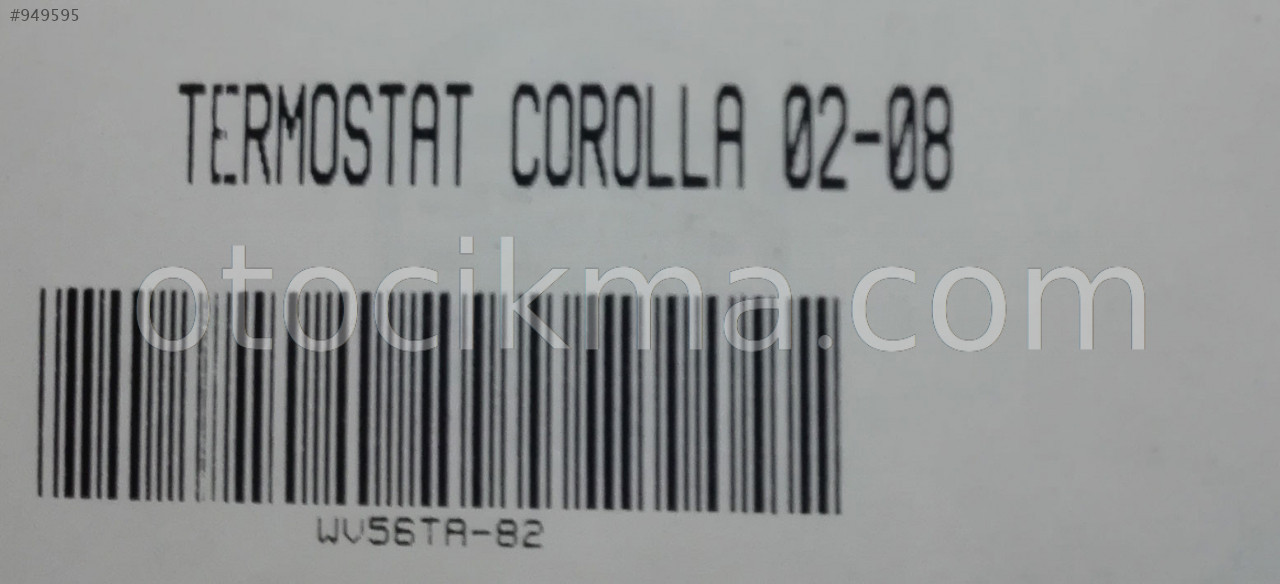 #949595
TERMOSTAT COROLLA 02-08
otocikma.com
WV56TA-82